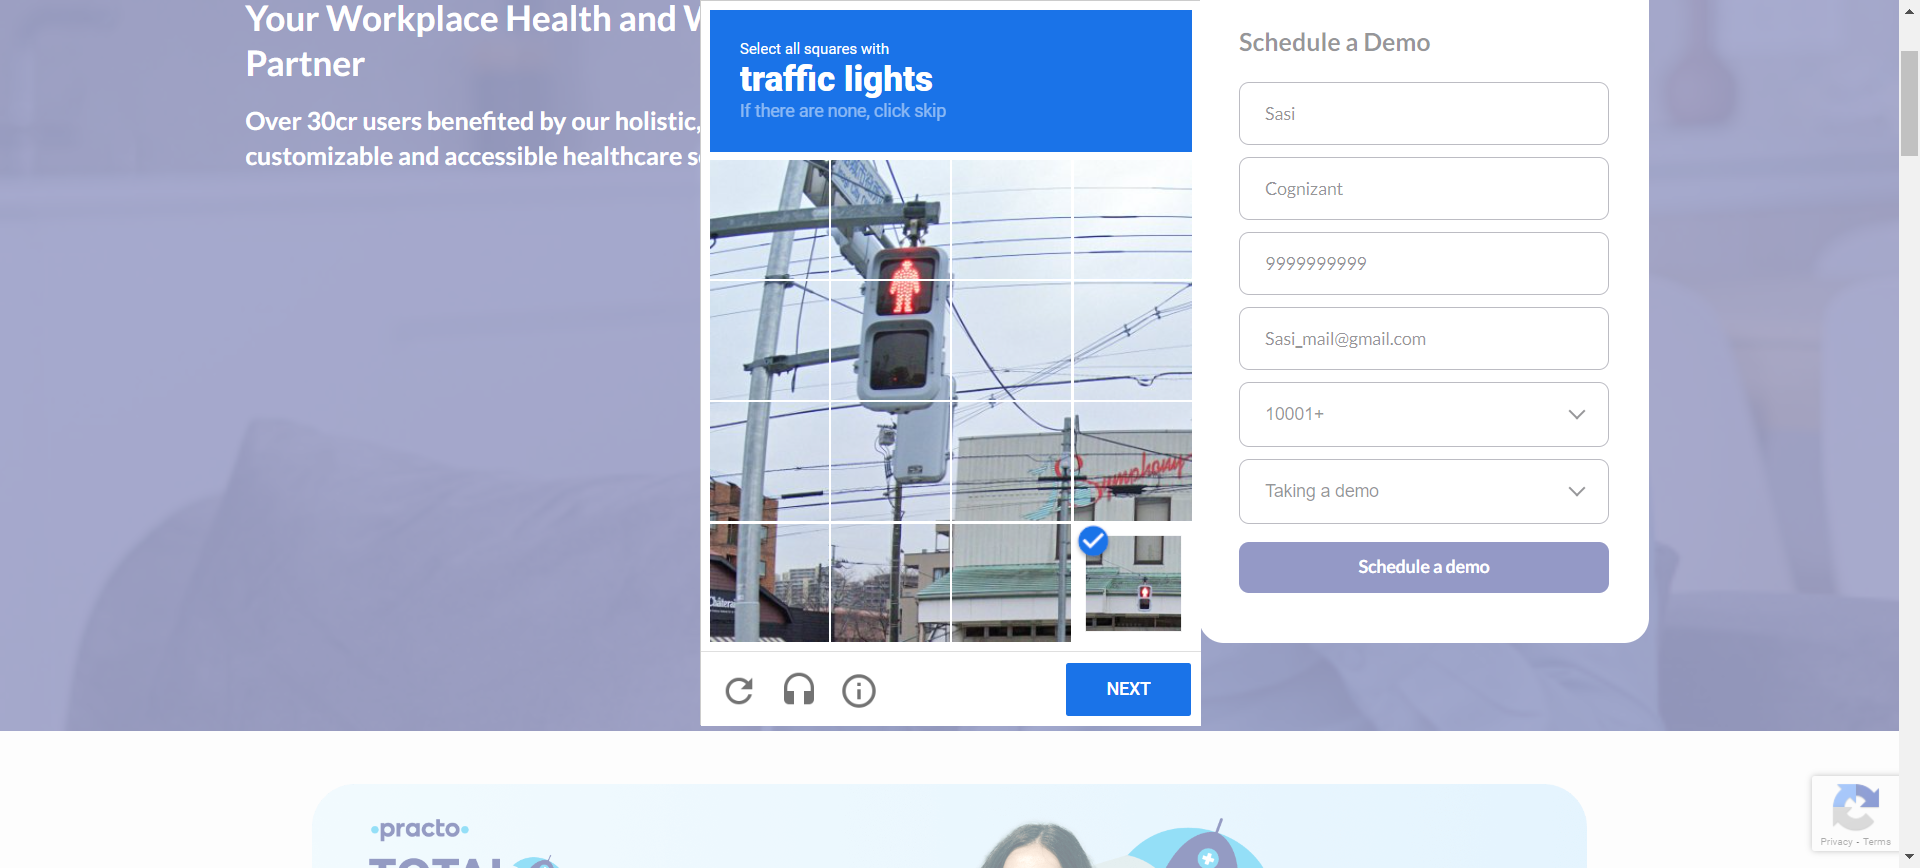 Your Workplace Health and W
Partner
Over 30cr users benefited by our holistic,
customizable and accessible healthcare s
Select all squares with
traffic lights
If there are none, click skip
Symphony
Château
NEXT
Schedule a Demo
Sasi
Cognizant
9999999999
Sasi_mail@gmail.com
10001+
Taking a demo
Schedule a demo
•practo•
TOTAL
Privacy - Terms